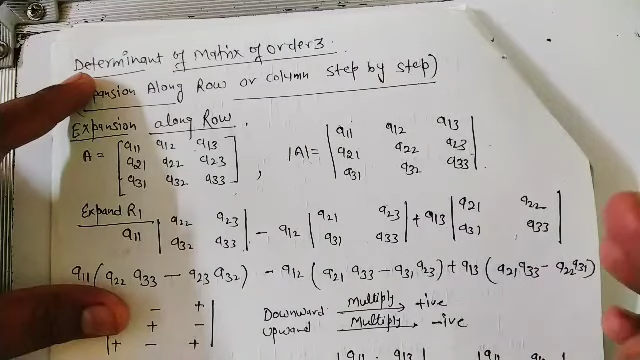 Determinant of Matrix of Order 3.
pansion Along Row or column step by step)
Expansion along Row.
A = [a11 a12 a13 , |A| = |a11 a12 a13
a21 a22 a23 a21 a22 a23
a31 a32 a33] a31 a32 a33|
Expand R1
a11 |a22 a23 - a12 |a21 a23 + a13 |a21 a22
a32 a33| a31 a33| a31 a33|
a11(a22 a33 - a23 a32) - a12(a21 a33 - a31 a23) + a13(a21 a33 - a22 a31)
- + Downward Multiply → +ive
+ - upward Multiply → -ive
+ - +
a11 a13